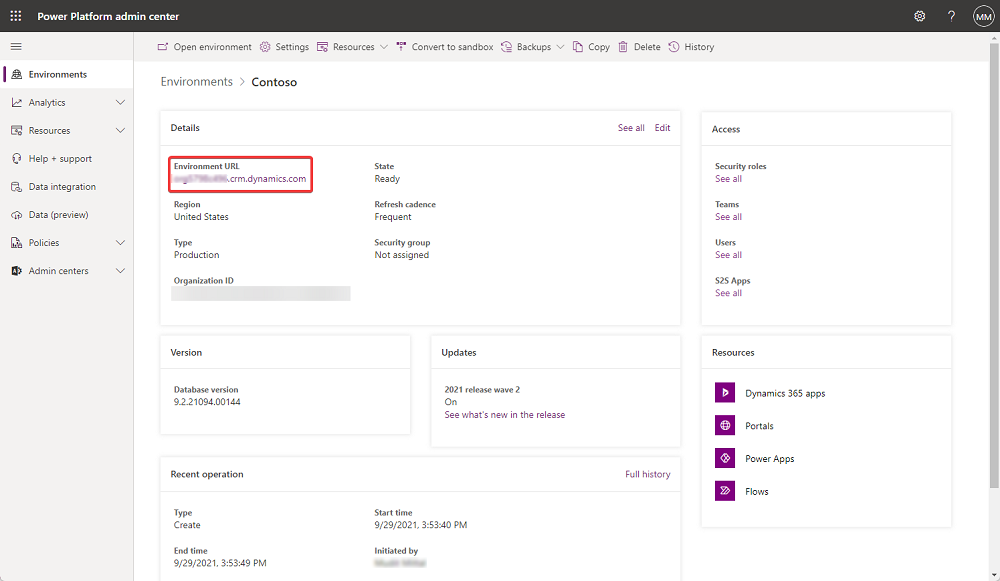 Power Platform admin center
?
MM
Open environment Settings Resources Convert to sandbox Backups Copy Delete History
Environments
Analytics
Resources
Help + support
Data integration
Data (preview)
Policies
Admin centers
Environments > Contoso
Details See all Edit
Environment URL
.crm.dynamics.com
State
Ready
Region
United States
Refresh cadence
Frequent
Type
Production
Security group
Not assigned
Organization ID
Access
Security roles
See all
Teams
See all
Users
See all
S2S Apps
See all
Version
Database version
9.2.21094.00144
Updates
2021 release wave 2
On
See what's new in the release
Resources
Dynamics 365 apps
Portals
Power Apps
Flows
Recent operation Full history
Type
Create
Start time
9/29/2021, 3:53:40 PM
End time
9/29/2021, 3:53:49 PM
Initiated by